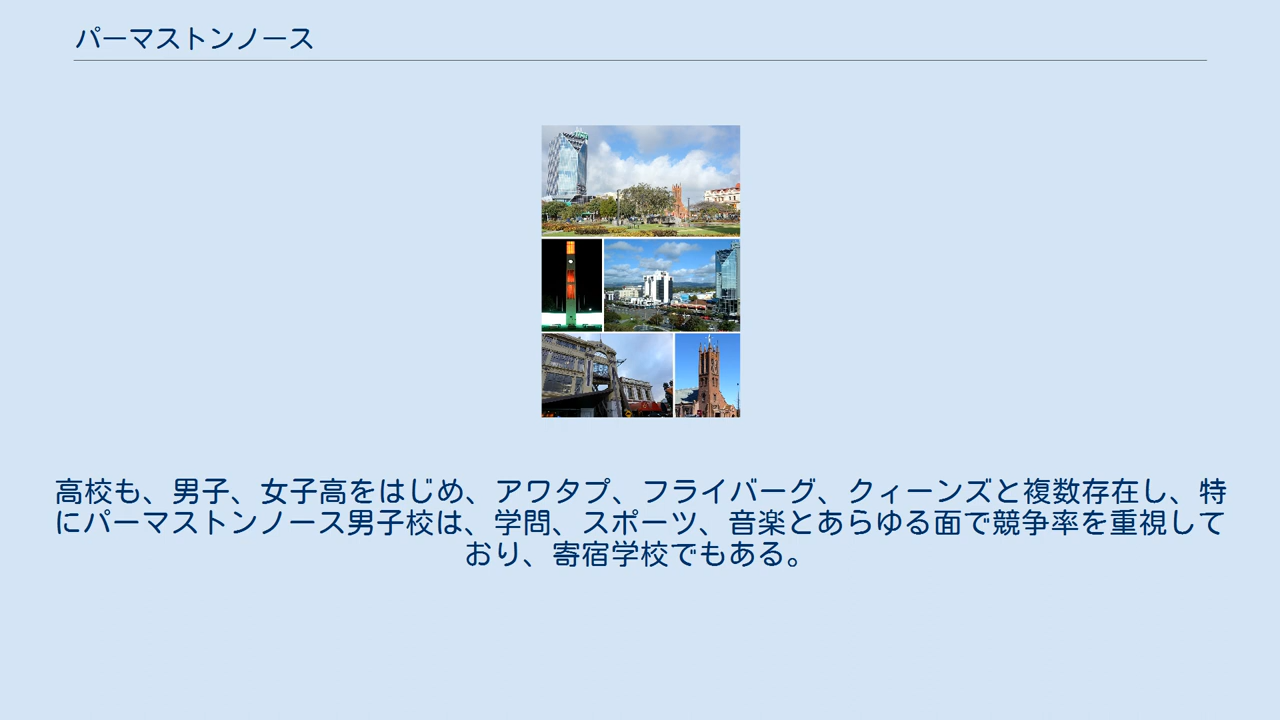 パーマストンノース
高校も、男子、女子高をはじめ、アワタプ、フライバーグ、クィーンズと複数存在し、特
にパーマストンノース男子校は、学問、スポーツ、音楽とあらゆる面で競争率を重視して
おり、寄宿学校でもある。